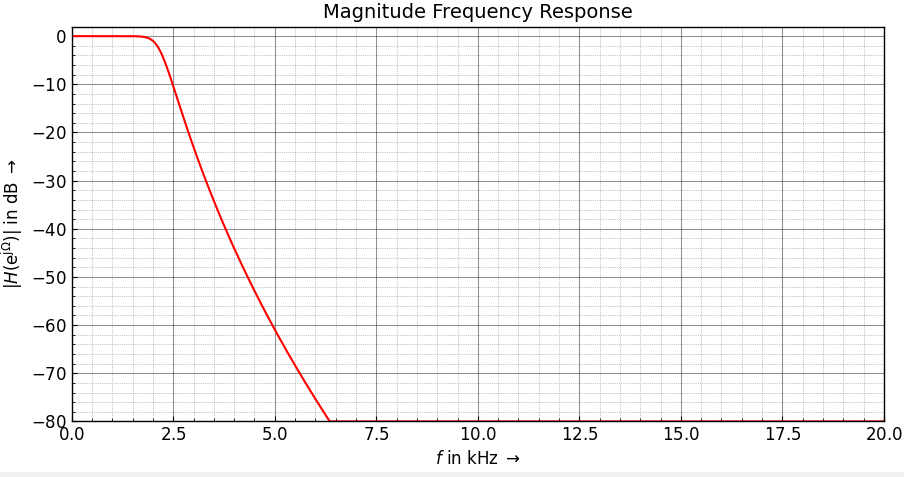 Magnitude Frequency Response
|H(e^jΩ)| in dB →
0
−10
−20
−30
−40
−50
−60
−70
−80
0.0 2.5 5.0 7.5 10.0 12.5 15.0 17.5 20.0
f in kHz →